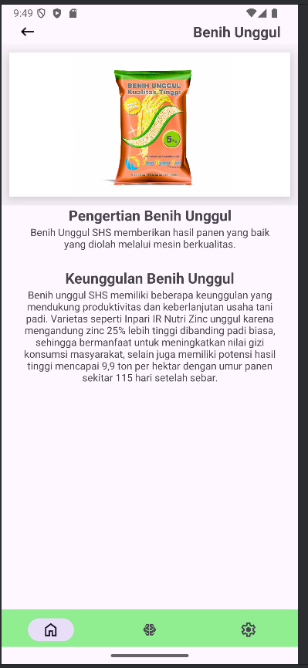 9:49
Benih Unggul
BENIH UNGGUL
Kualitas Tinggi
5
Pengertian Benih Unggul
Benih Unggul SHS memberikan hasil panen yang baik
yang diolah melalui mesin berkualitas.
Keunggulan Benih Unggul
Benih unggul SHS memiliki beberapa keunggulan yang
mendukung produktivitas dan keberlanjutan usaha tani
padi. Varietas seperti Inpari IR Nutri Zinc unggul karena
mengandung zinc 25% lebih tinggi dibanding padi biasa,
sehingga bermanfaat untuk meningkatkan nilai gizi
konsumsi masyarakat, selain juga memiliki potensi hasil
tinggi mencapai 9,9 ton per hektar dengan umur panen
sekitar 115 hari setelah sebar.